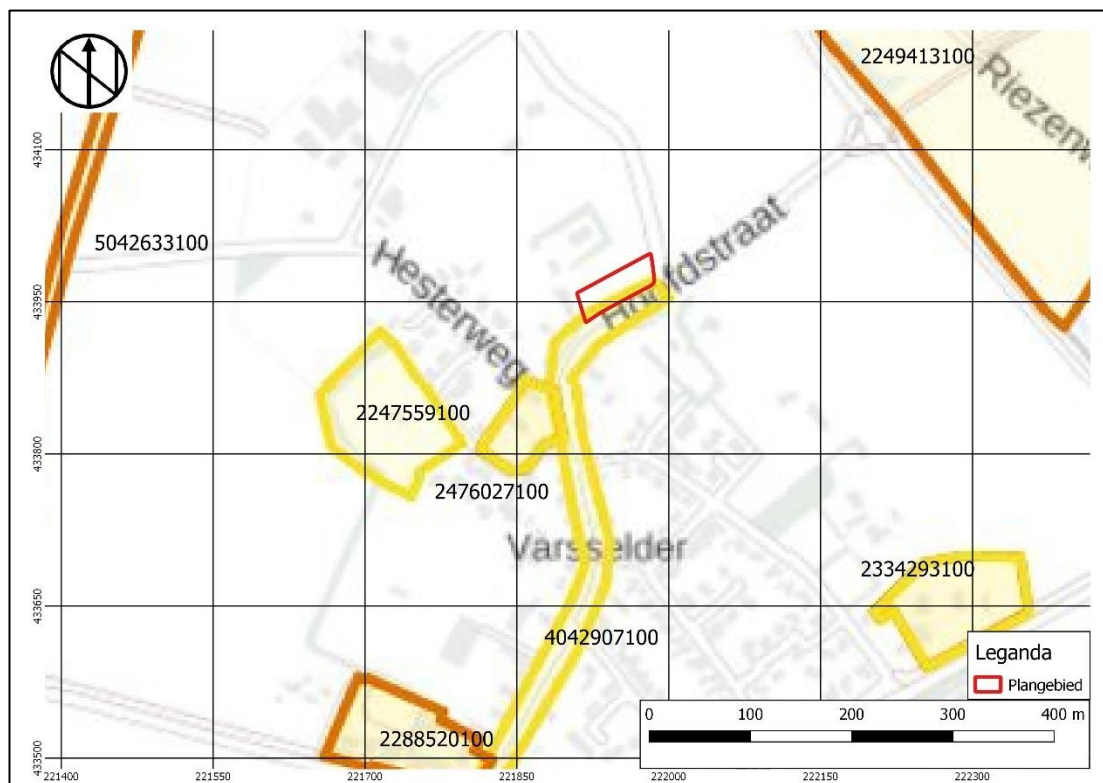 2249413100
Riezenw
434100
5042633100
Hesterweg
Hoofdstraat
433950
2247559100
433800
2476027100
Varsselder
2334293100
433650
4042907100
Leganda
Plangebied
0 100 200 300 400 m
2288520100
433500
221400 221550 221700 221850 222000 222150 222300